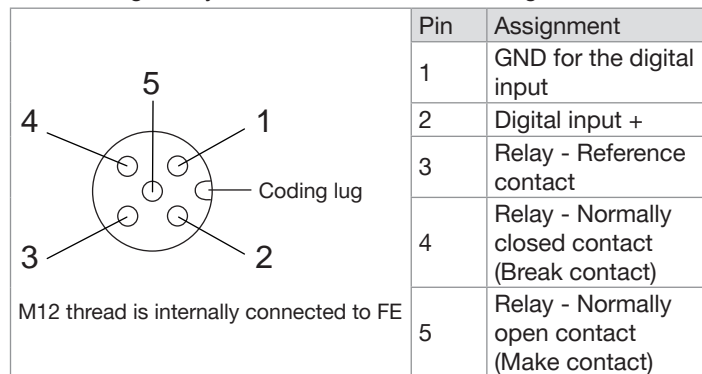 Pin Assignment
1 GND for the digital
input
2 Digital input +
3 Relay - Reference
contact
4 Relay - Normally
closed contact
(Break contact)
5 Relay - Normally
open contact
(Make contact)
5
4 1
Coding lug
3 2
M12 thread is internally connected to FE